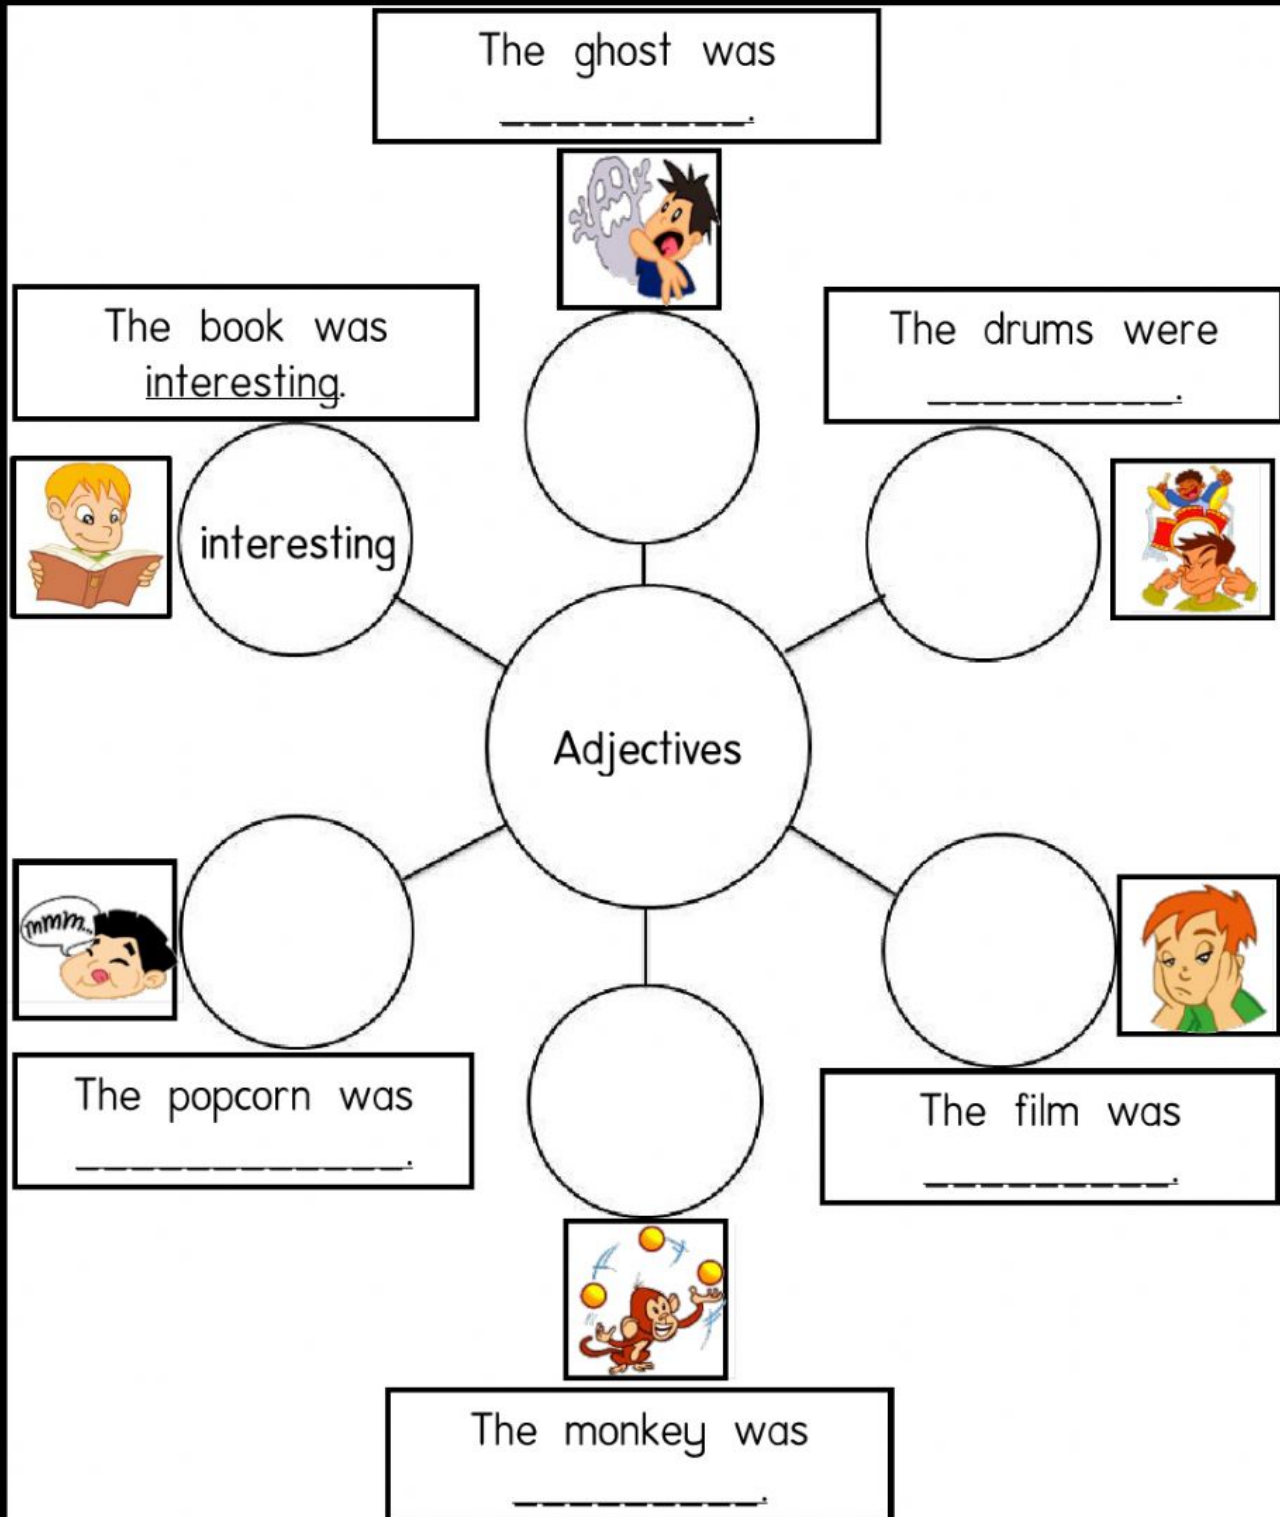 The ghost was
_________.
The book was
interesting.
The drums were
_________.
interesting
Adjectives
mmm...
The popcorn was
____________.
The film was
_________.
The monkey was
_________.